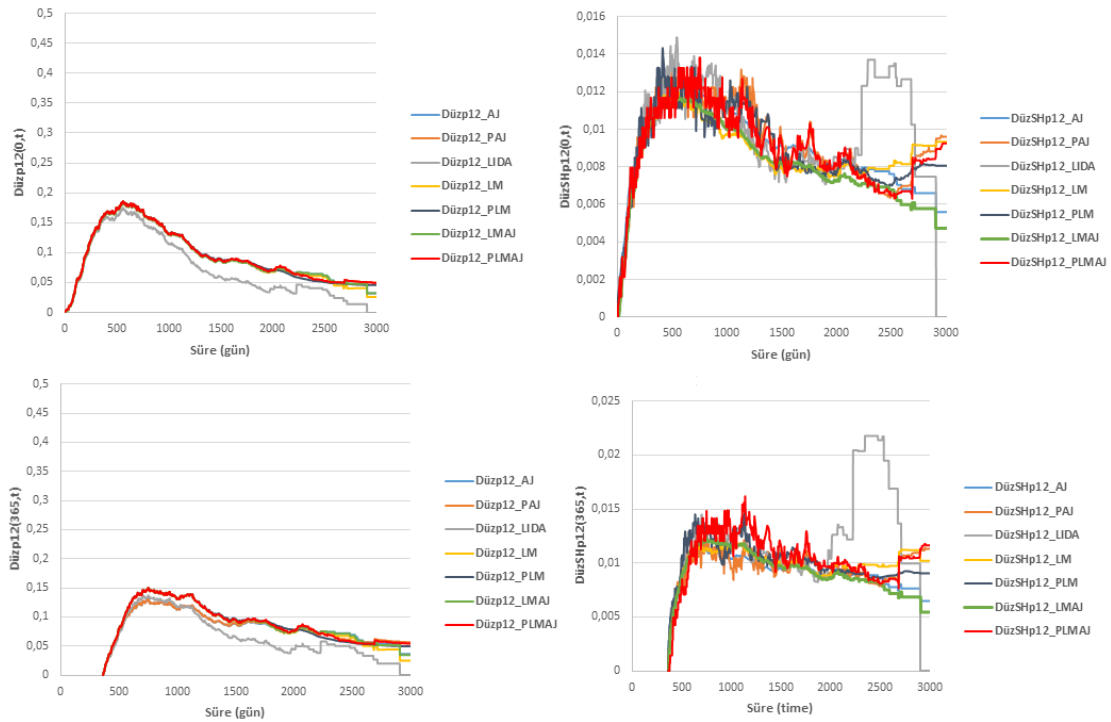 Düzp12(0,t)
0,5
0,45
0,4
0,35
0,3
0,25
0,2
0,15
0,1
0,05
0
0 500 1000 1500 2000 2500 3000
Süre (gün)
Düzp12_AJ
Düzp12_PAJ
Düzp12_LIDA
Düzp12_LM
Düzp12_PLM
Düzp12_LMAJ
Düzp12_PLMAJ
DüzSHp12(0,t)
0,016
0,014
0,012
0,01
0,008
0,006
0,004
0,002
0
0 500 1000 1500 2000 2500 3000
Süre (gün)
DüzSHp12_AJ
DüzSHp12_PAJ
DüzSHp12_LIDA
DüzSHp12_LM
DüzSHp12_PLM
DüzSHp12_LMAJ
DüzSHp12_PLMAJ
Düzp12(365,t)
0,5
0,45
0,4
0,35
0,3
0,25
0,2
0,15
0,1
0,05
0
0 500 1000 1500 2000 2500 3000
Süre (gün)
Düzp12_AJ
Düzp12_PAJ
Düzp12_LIDA
Düzp12_LM
Düzp12_PLM
Düzp12_LMAJ
Düzp12_PLMAJ
DüzSHp12(365,t)
0,025
0,02
0,015
0,01
0,005
0
0 500 1000 1500 2000 2500 3000
Süre (time)
DüzSHp12_AJ
DüzSHp12_PAJ
DüzSHp12_LIDA
DüzSHp12_LM
DüzSHp12_PLM
DüzSHp12_LMAJ
DüzSHp12_PLMAJ